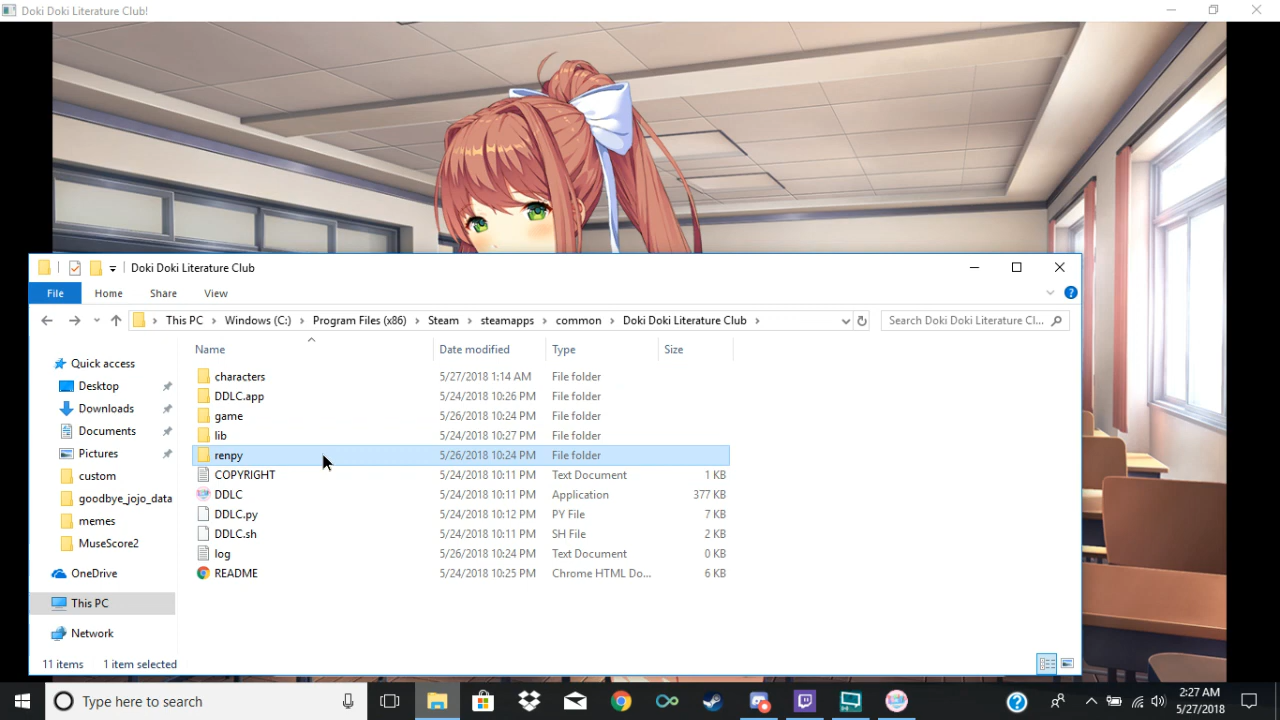 Doki Doki Literature Club!
Doki Doki Literature Club
File Home Share View
This PC Windows (C:) Program Files (x86) Steam steamapps common Doki Doki Literature Club
Search Doki Doki Literature Cl...
Name Date modified Type Size
Quick access
Desktop
Downloads
Documents
Pictures
custom
goodbye_jojo_data
memes
MuseScore2
OneDrive
This PC
Network
characters 5/27/2018 1:14 AM File folder
DDLC.app 5/24/2018 10:26 PM File folder
game 5/26/2018 10:24 PM File folder
lib 5/24/2018 10:27 PM File folder
renpy 5/26/2018 10:24 PM File folder
COPYRIGHT 5/24/2018 10:11 PM Text Document 1 KB
DDLC 5/24/2018 10:11 PM Application 377 KB
DDLC.py 5/24/2018 10:12 PM PY File 7 KB
DDLC.sh 5/24/2018 10:11 PM SH File 2 KB
log 5/26/2018 10:24 PM Text Document 0 KB
README 5/24/2018 10:25 PM Chrome HTML Do... 6 KB
11 items 1 item selected
Type here to search
2:27 AM
5/27/2018